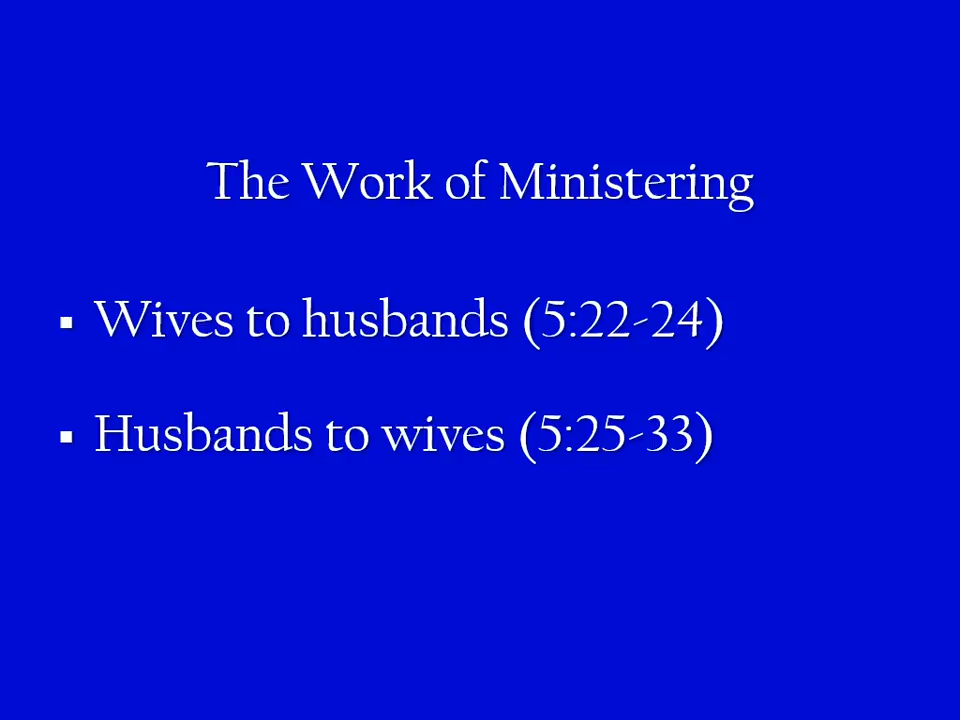 The Work of Ministering
▪ Wives to husbands (5:22-24)
▪ Husbands to wives (5:25-33)